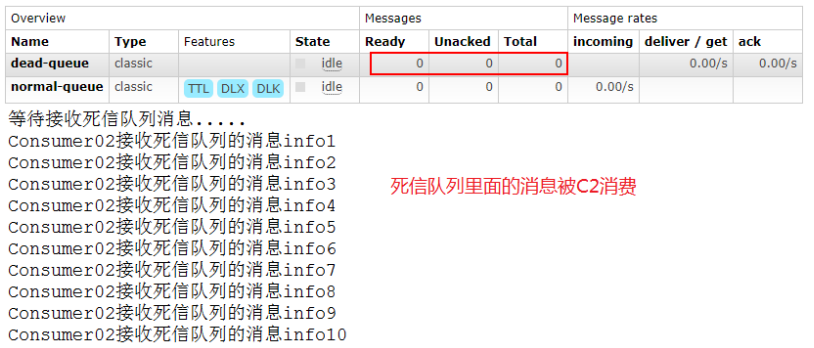 Overview Messages Message rates
Name Type Features State Ready Unacked Total incoming deliver / get ack
dead-queue classic idle 0 0 0 0.00/s 0.00/s
normal-queue classic TTL DLX DLK idle 0 0 0 0.00/s
等待接收死信队列消息.....
Consumer02接收死信队列的消息info1
Consumer02接收死信队列的消息info2
Consumer02接收死信队列的消息info3
死信队列里面的消息被C2消费
Consumer02接收死信队列的消息info4
Consumer02接收死信队列的消息info5
Consumer02接收死信队列的消息info6
Consumer02接收死信队列的消息info7
Consumer02接收死信队列的消息info8
Consumer02接收死信队列的消息info9
Consumer02接收死信队列的消息info10